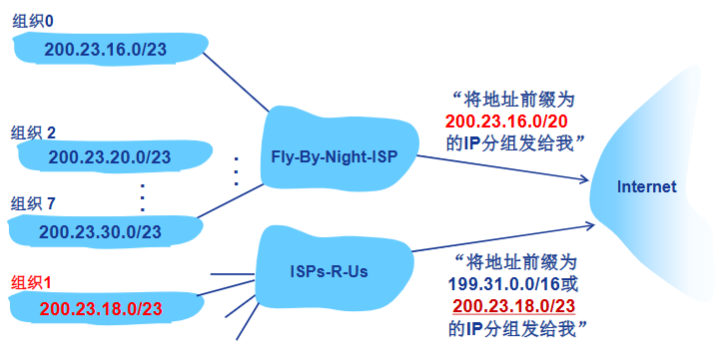 组织0
200.23.16.0/23
组织 2
200.23.20.0/23
组织 7
200.23.30.0/23
组织1
200.23.18.0/23
Fly-By-Night-ISP
ISPs-R-Us
“将地址前缀为
200.23.16.0/20
的IP分组发给我”
“将地址前缀为
199.31.0.0/16或
200.23.18.0/23
的IP分组发给我”
Internet